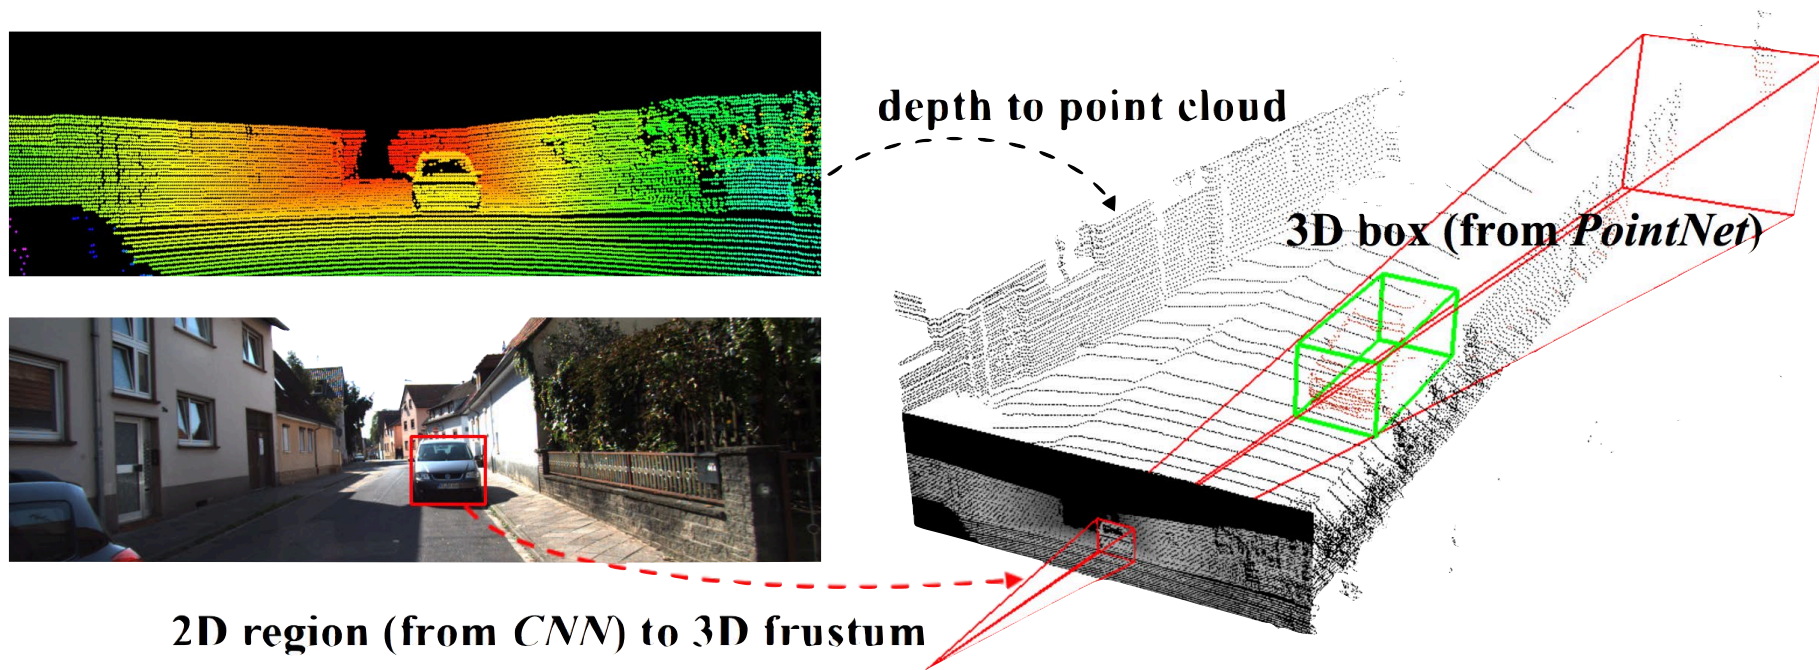 depth to point cloud
3D box (from PointNet)
2D region (from CNN) to 3D frustum